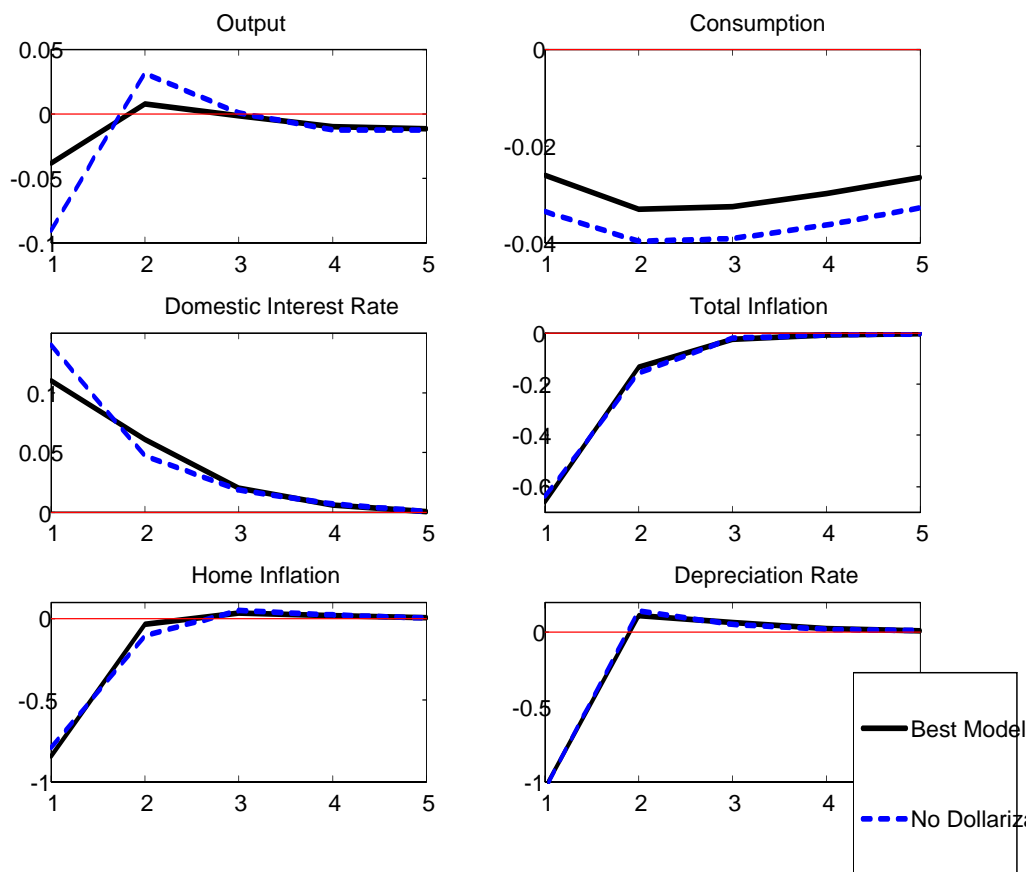 Output
0.05
0
-0.05
-0.1
1 2 3 4 5
Consumption
0
-0.02
-0.04
1 2 3 4 5
Domestic Interest Rate
0.1
0.05
0
1 2 3 4 5
Total Inflation
0
-0.2
-0.4
-0.6
1 2 3 4 5
Home Inflation
0
-0.5
-1
1 2 3 4 5
Depreciation Rate
0
-0.5
-1
1 2 3 4
Best Model
No Dollariza